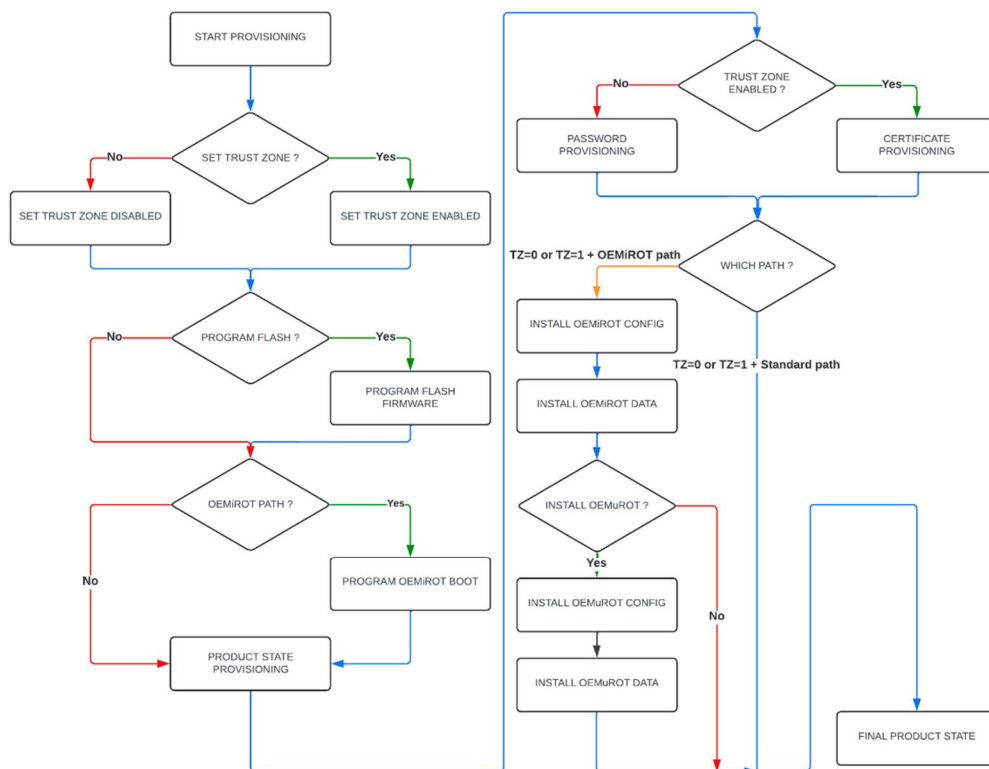 START PROVISIONING
SET TRUST ZONE ?
No
Yes
SET TRUST ZONE DISABLED
SET TRUST ZONE ENABLED
PROGRAM FLASH ?
No
Yes
PROGRAM FLASH
FIRMWARE
OEMiROT PATH ?
Yes
No
PROGRAM OEMiROT BOOT
PRODUCT STATE
PROVISIONING
TRUST ZONE
ENABLED ?
No
Yes
PASSWORD
PROVISIONING
CERTIFICATE
PROVISIONING
WHICH PATH ?
TZ=0 or TZ=1 + OEMiROT path
INSTALL OEMiROT CONFIG
TZ=0 or TZ=1 + Standard path
INSTALL OEMiROT DATA
INSTALL OEMuROT ?
Yes
No
INSTALL OEMuROT CONFIG
INSTALL OEMuROT DATA
FINAL PRODUCT STATE